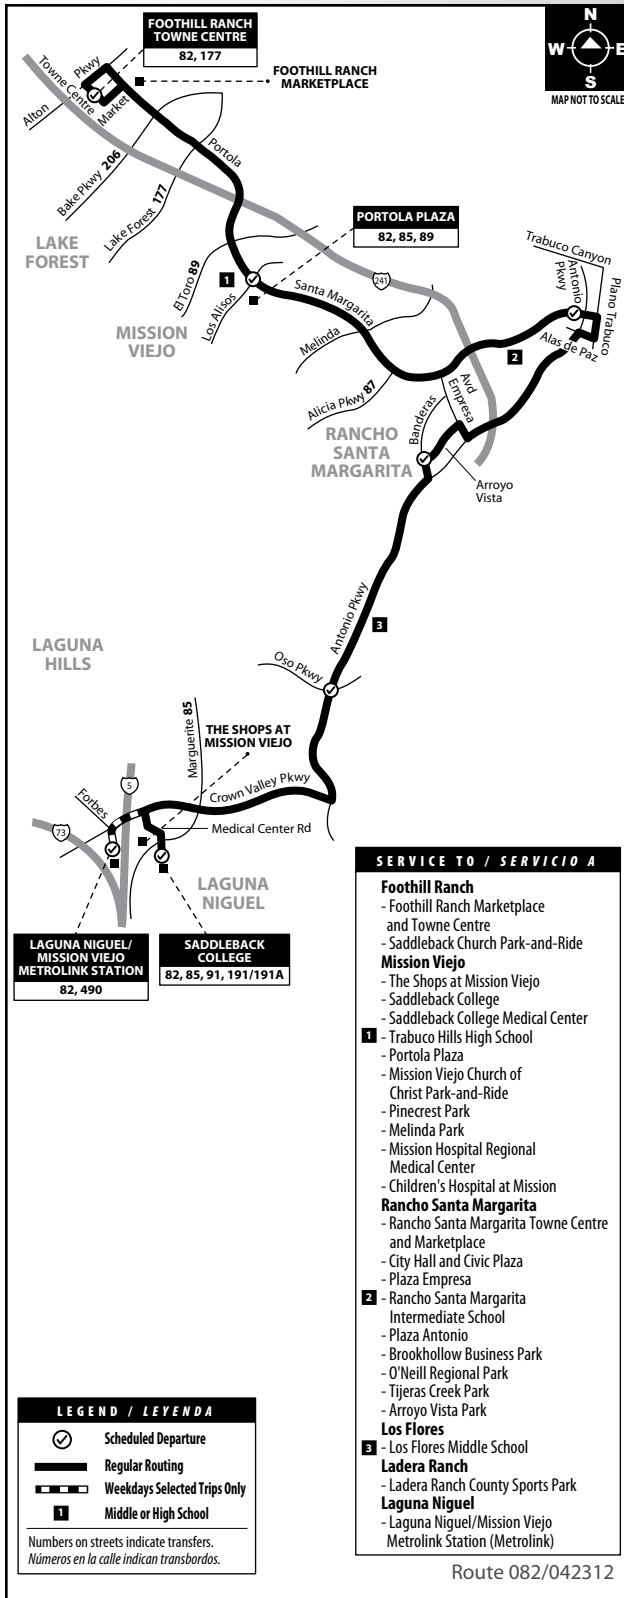 FOOTHILL RANCH
TOWNE CENTRE
82, 177
N
W
E
S
MAP NOT TO SCALE
FOOTHILL RANCH
MARKETPLACE
Pkwy
Towne Centre
Market
Alton
Portola
Bake Pkwy 206
Lake Forest 177
LAKE
FOREST
PORTOLA PLAZA
82, 85, 89
Trabuco Canyon
Antonio
Pkwy
Plano Trabuco
El Toro 89
1
Los Alisos
241
Santa Margarita
MISSION
VIEJO
Melinda
Alas de Paz
2
Alicia Pkwy 87
Avd
Empresa
Banderas
RANCHO
SANTA
MARGARITA
Arroyo
Vista
Antonio Pkwy
3
LAGUNA
HILLS
Oso Pkwy
Marguerite 85
THE SHOPS AT
MISSION VIEJO
5
Crown Valley Pkwy
Forbes
73
Medical Center Rd
LAGUNA
NIGUEL
LAGUNA NIGUEL/
MISSION VIEJO
METROLINK STATION
82, 490
SADDLEBACK
COLLEGE
82, 85, 91, 191/191A
SERVICE TO / SERVICIO A
Foothill Ranch
- Foothill Ranch Marketplace
and Towne Centre
- Saddleback Church Park-and-Ride
Mission Viejo
- The Shops at Mission Viejo
- Saddleback College
- Saddleback College Medical Center
1 - Trabuco Hills High School
- Portola Plaza
- Mission Viejo Church of
Christ Park-and-Ride
- Pinecrest Park
- Melinda Park
- Mission Hospital Regional
Medical Center
- Children's Hospital at Mission
Rancho Santa Margarita
- Rancho Santa Margarita Towne Centre
and Marketplace
- City Hall and Civic Plaza
- Plaza Empresa
2 - Rancho Santa Margarita
Intermediate School
- Plaza Antonio
- Brookhollow Business Park
- O'Neill Regional Park
- Tijeras Creek Park
- Arroyo Vista Park
Los Flores
3 - Los Flores Middle School
Ladera Ranch
- Ladera Ranch County Sports Park
Laguna Niguel
- Laguna Niguel/Mission Viejo
Metrolink Station (Metrolink)
LEGEND / LEYENDA
Scheduled Departure
Regular Routing
Weekdays Selected Trips Only
1 Middle or High School
Numbers on streets indicate transfers.
Números en la calle indican transbordos.
Route 082/042312